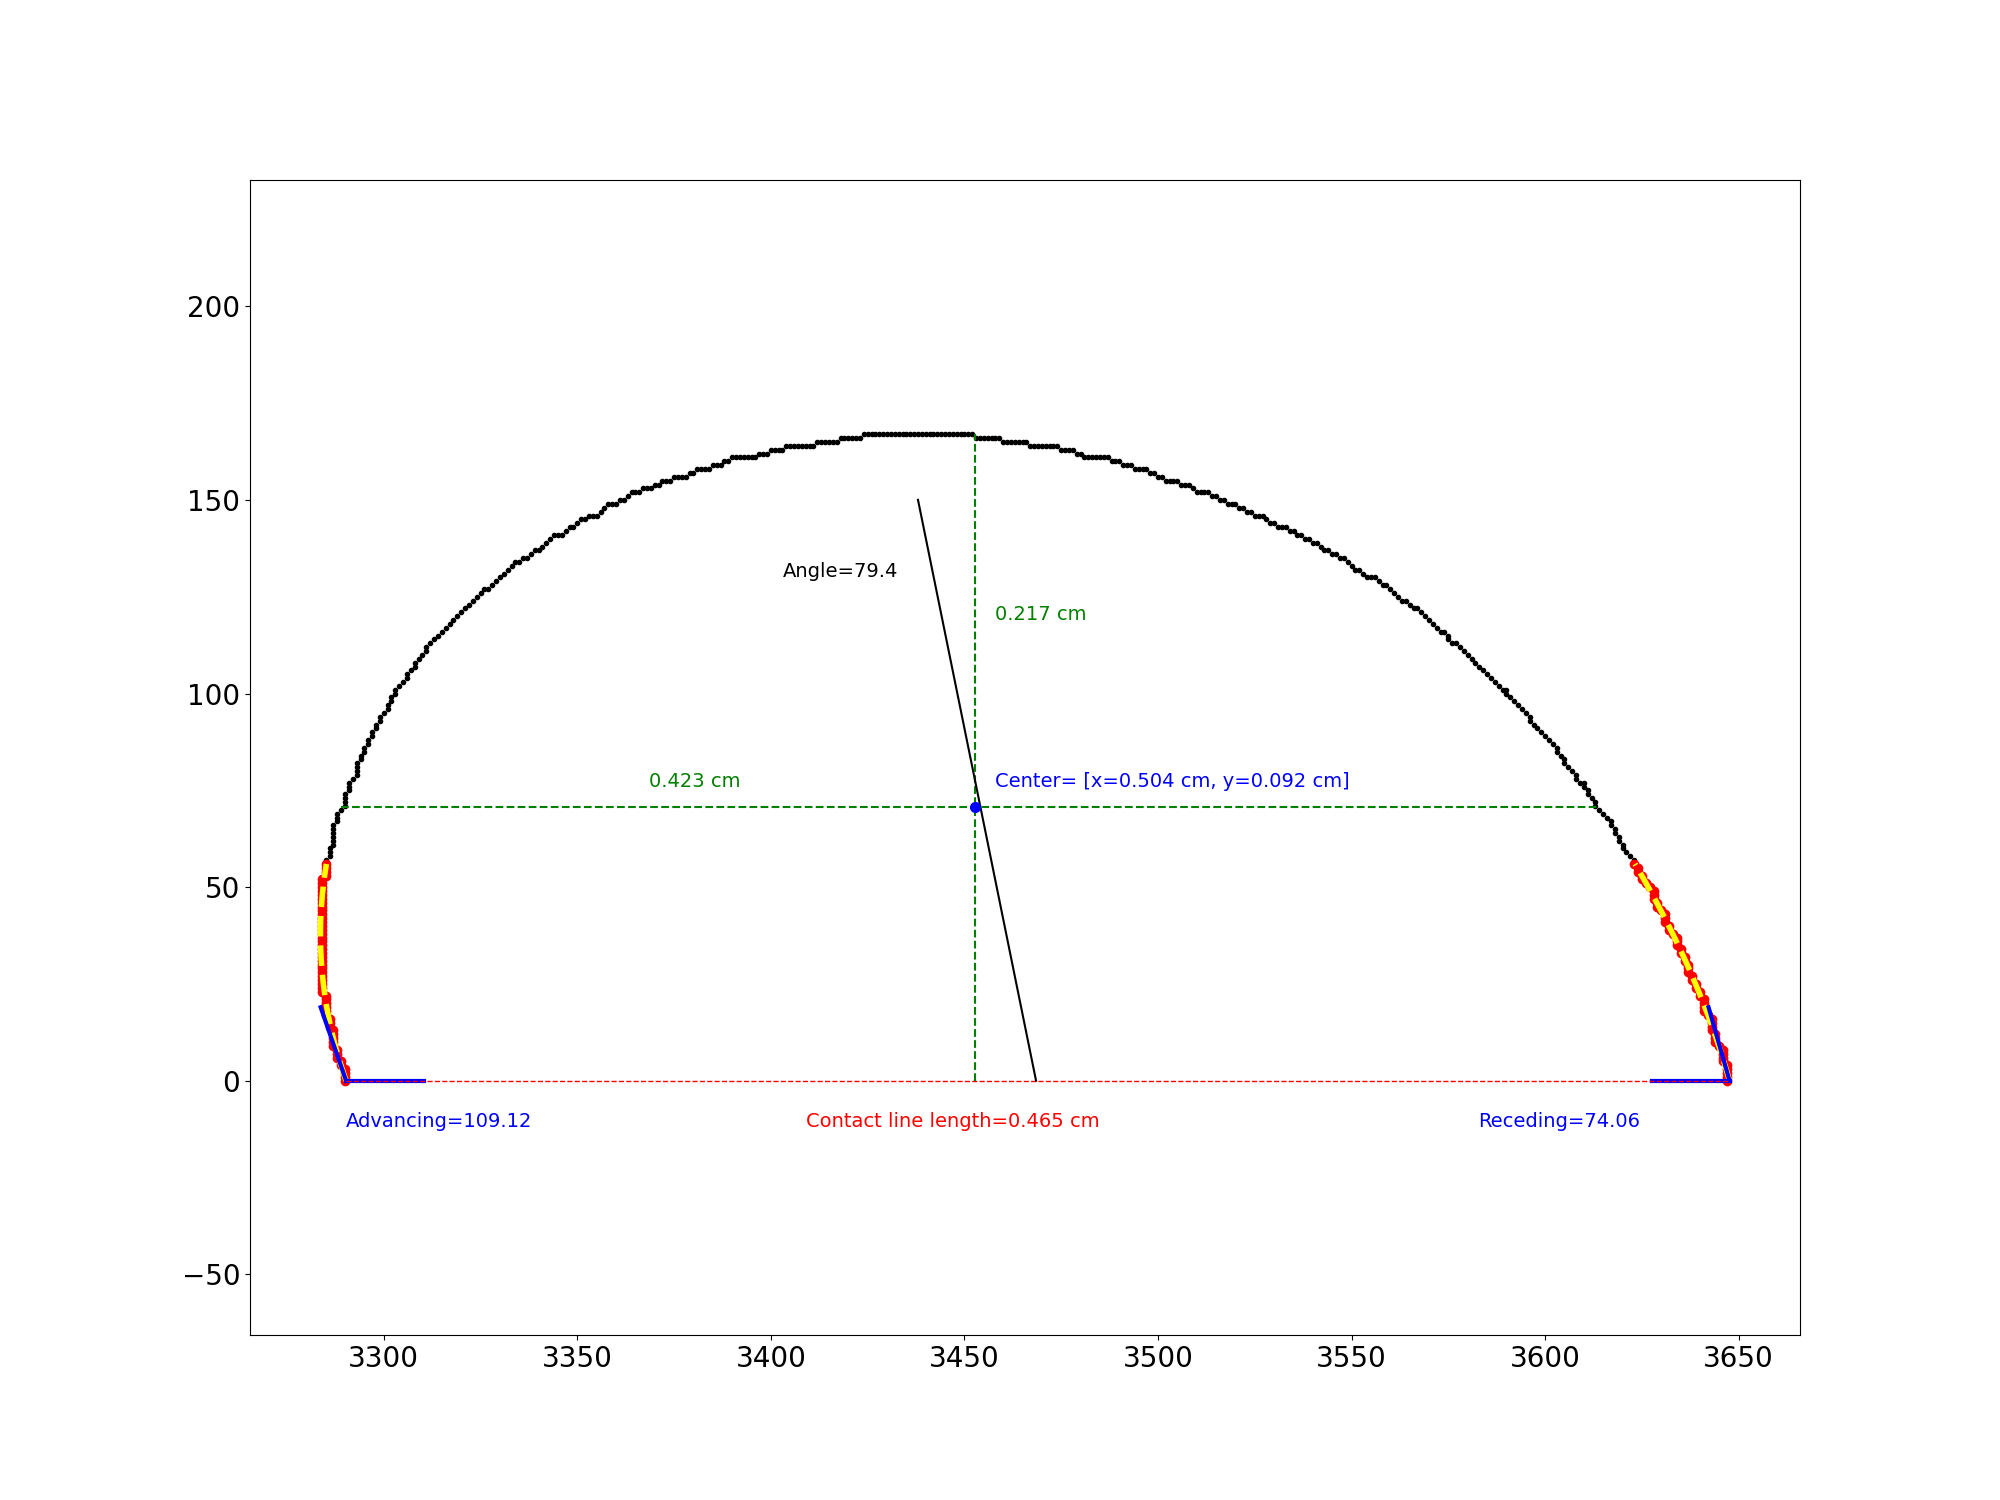 200
150
Angle=79.4
0.217 cm
100
0.423 cm
Center= [x=0.504 cm, y=0.092 cm]
50
0
Advancing=109.12
Contact line length=0.465 cm
Receding=74.06
−50
3300 3350 3400 3450 3500 3550 3600 3650